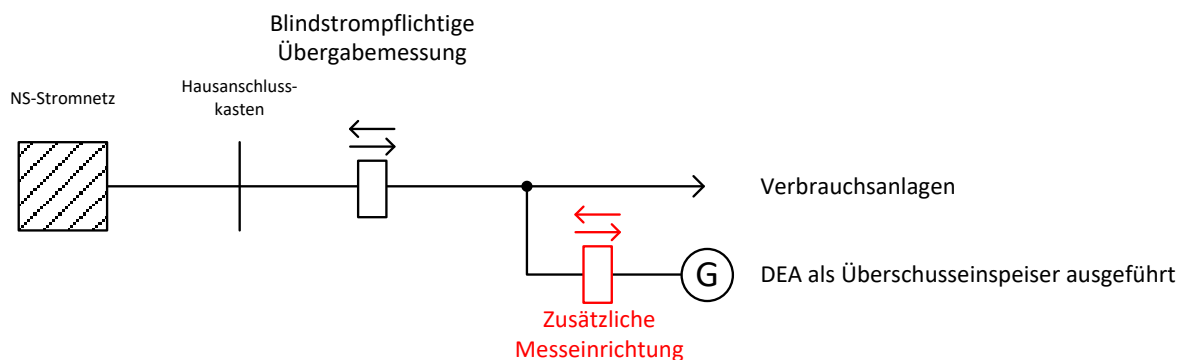 Blindstrompflichtige
Übergabemessung
NS-Stromnetz
Hausanschluss-
kasten
Verbrauchsanlagen
G
DEA als Überschusseinspeiser ausgeführt
Zusätzliche
Messeinrichtung